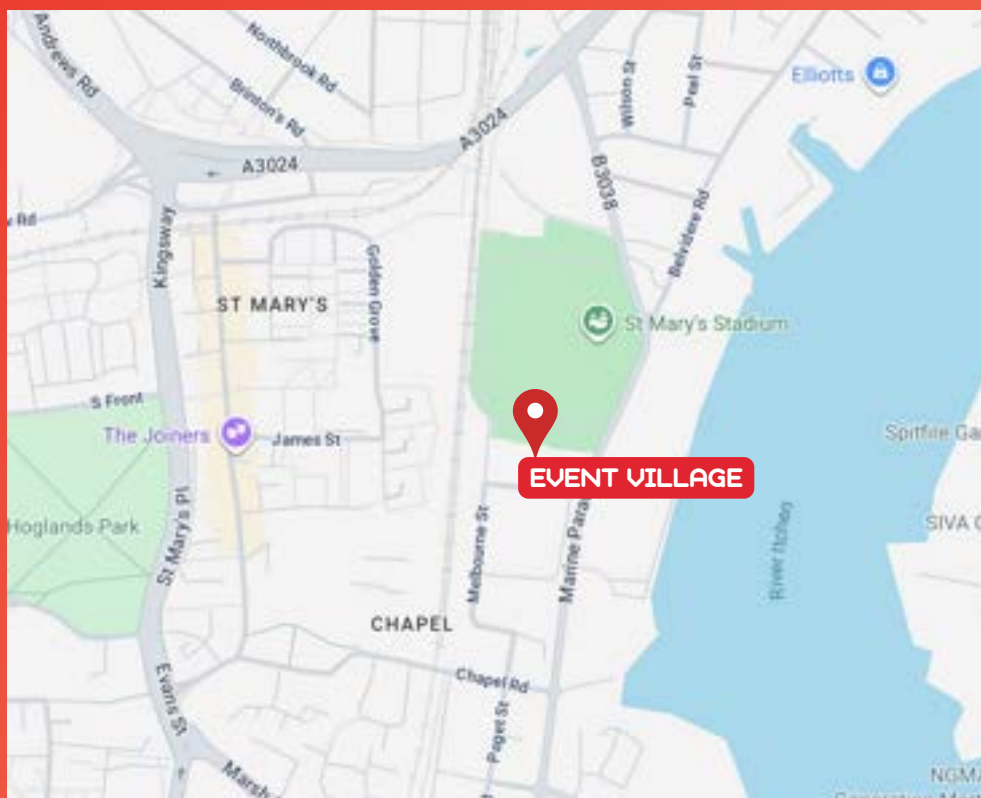 Andrews Rd
Northbrook Rd
Brinton's Rd
A3024
A3024
Wilson St
Peel St
Elliotts
B3038
Belvidere Rd
Rd
Kingsway
Golden Grove
ST MARY'S
St Mary's Stadium
S Front
The Joiners
James St
EVENT VILLAGE
Spitfire
Hoglands Park
St Mary's Pl
Melbourne St
Marine
River Itchen
SIVA
CHAPEL
Evans St
Chapel Rd
Paget St
Marsh